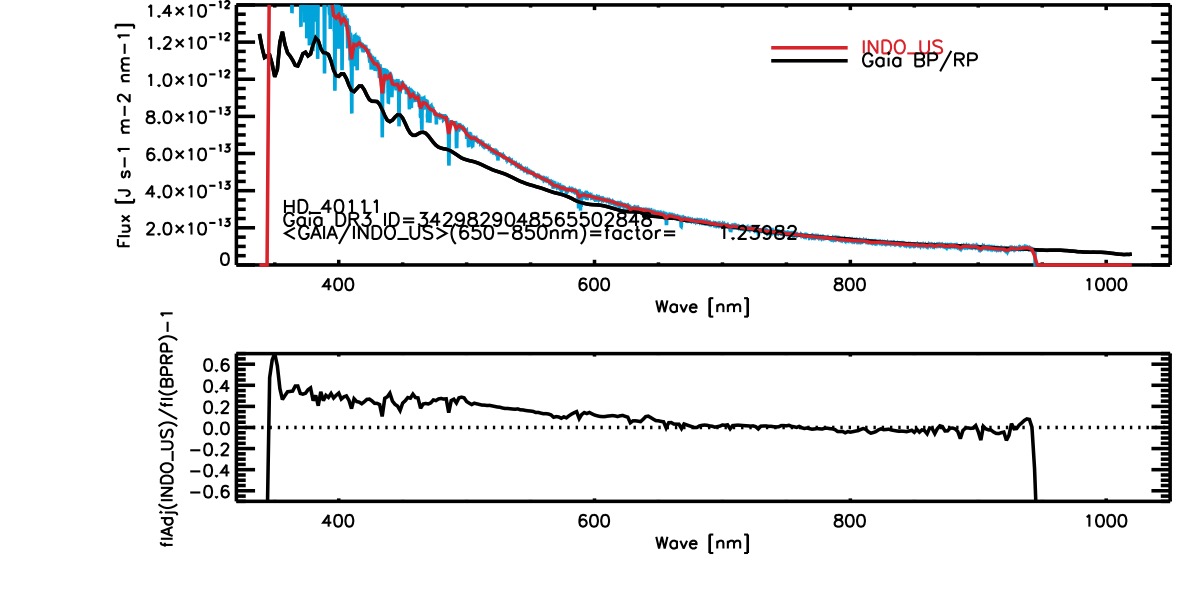 1.4×10−12
1.2×10−12
1.0×10−12
8.0×10−13
6.0×10−13
4.0×10−13
2.0×10−13
0
Flux [J s−1 m−2 nm−1]
INDO_US
Gaia BP/RP
HD_40111
Gaia DR3 ID=3429829048565502848
<GAIA/INDO_US>(650−850nm)=factor= 1.23982
400 600 800 1000
Wave [nm]
0.6
0.4
0.2
0.0
−0.2
−0.4
−0.6
flAdj(INDO_US)/fl(BPRP)−1
400 600 800 1000
Wave [nm]